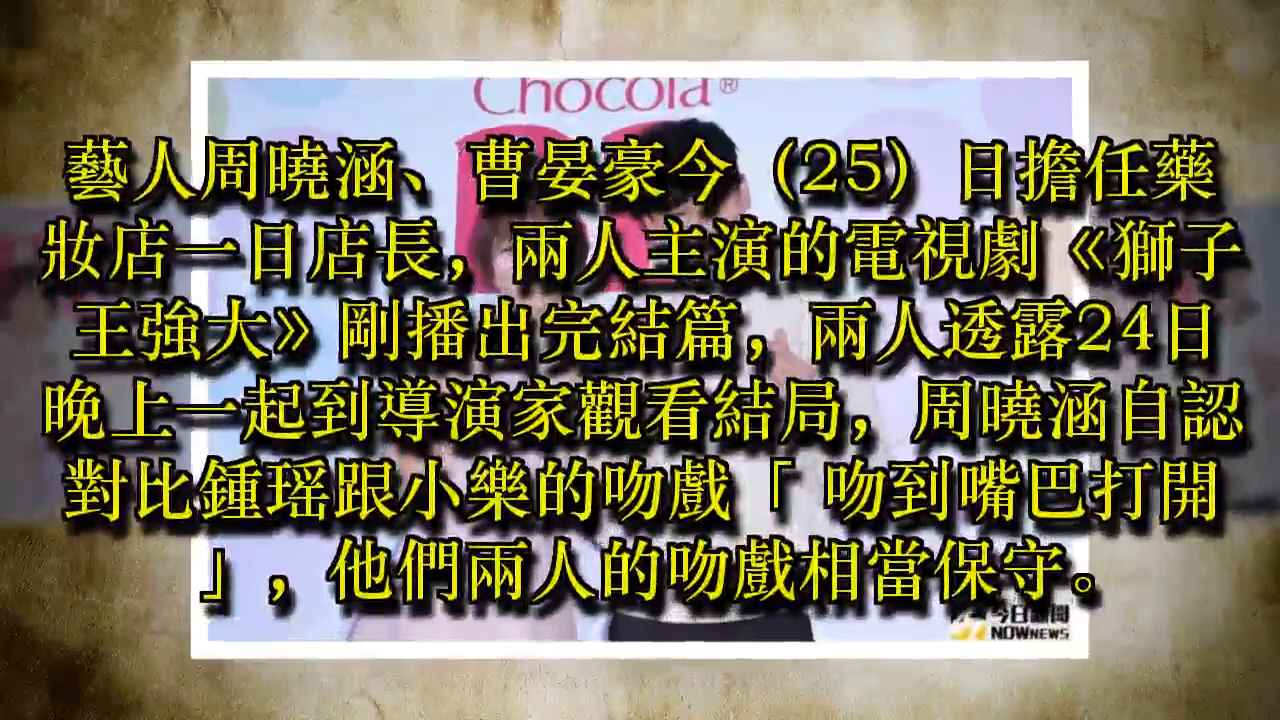 Chocola®
藝人周曉涵、曹晏豪今（25）日擔任藥
妝店一日店長，兩人主演的電視劇《獅子
王強大》剛播出完結篇，兩人透露24日
晚上一起到導演家觀看結局，周曉涵自認
對比鍾瑶跟小樂的吻戲「 吻到嘴巴打開
」，他們兩人的吻戲相當保守。
今日新聞
NOWNEWS